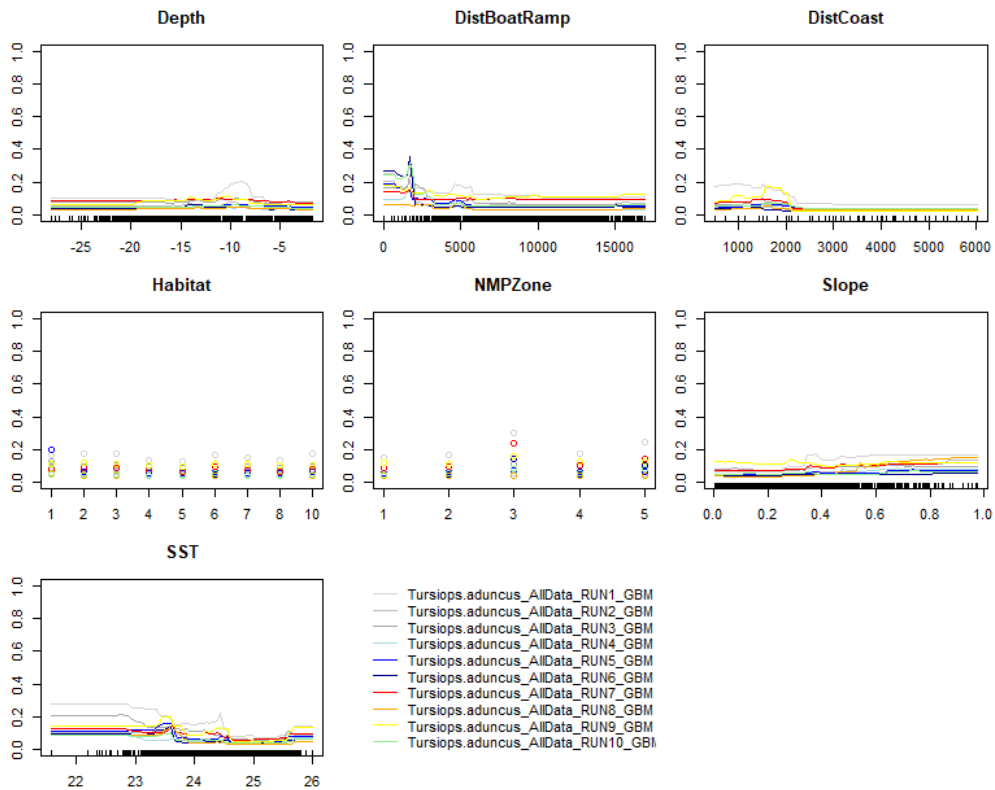 Depth DistBoatRamp DistCoast
1.0 1.0 1.0
0.8 0.8 0.8
0.6 0.6 0.6
0.4 0.4 0.4
0.2 0.2 0.2
0.0 0.0 0.0
-25 -20 -15 -10 -5 0 5000 10000 15000 1000 2000 3000 4000 5000 6000
Habitat NMPZone Slope
1.0 1.0 1.0
0.8 0.8 0.8
0.6 0.6 0.6
0.4 0.4 0.4
0.2 0.2 0.2
0.0 0.0 0.0
1 2 3 4 5 6 7 8 10 1 2 3 4 5 0.0 0.2 0.4 0.6 0.8 1.0
SST
1.0
0.8
0.6
0.4
0.2
0.0
22 23 24 25 26
Tursiops.aduncus_AllData_RUN1_GBM
Tursiops.aduncus_AllData_RUN2_GBM
Tursiops.aduncus_AllData_RUN3_GBM
Tursiops.aduncus_AllData_RUN4_GBM
Tursiops.aduncus_AllData_RUN5_GBM
Tursiops.aduncus_AllData_RUN6_GBM
Tursiops.aduncus_AllData_RUN7_GBM
Tursiops.aduncus_AllData_RUN8_GBM
Tursiops.aduncus_AllData_RUN9_GBM
Tursiops.aduncus_AllData_RUN10_GBM